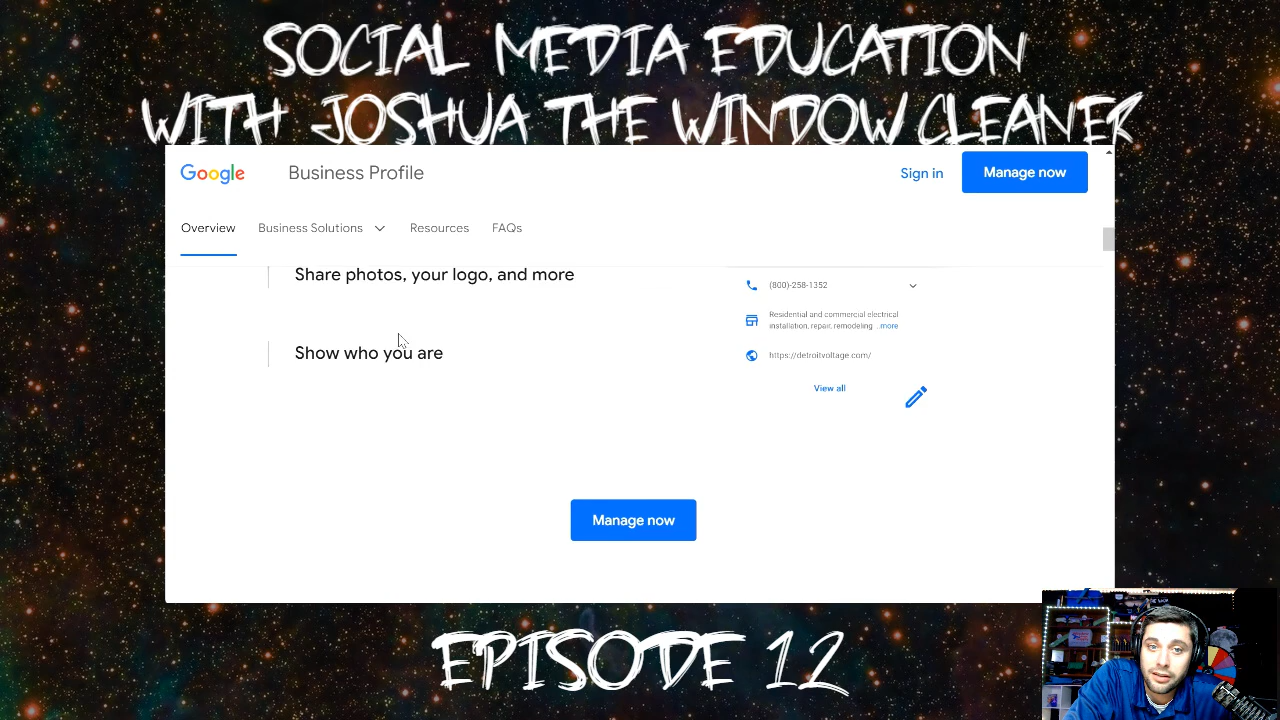 SOCIAL MEDIA EDUCATION
WITH JOSHUA THE WINDOW CLEANER
Google Business Profile
Sign in
Manage now
Overview
Business Solutions
Resources
FAQs
Share photos, your logo, and more
Show who you are
(800)-258-1352
Residential and commercial electrical
installation, repair, remodeling ...more
https://detroitvoltage.com/
View all
Manage now
EPISODE 12